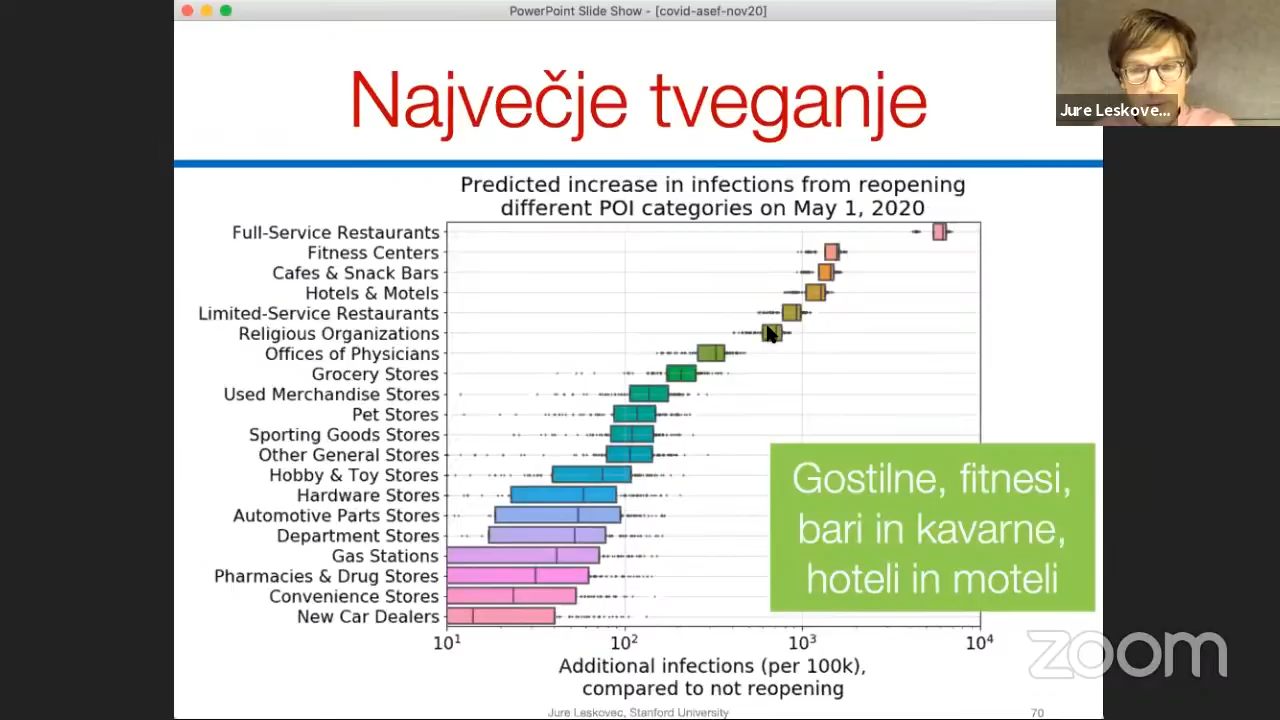 PowerPoint Slide Show - [covid-asef-nov20]
Največje tveganje
Jure Leskove...
Predicted increase in infections from reopening
different POI categories on May 1, 2020
Full-Service Restaurants
Fitness Centers
Cafes & Snack Bars
Hotels & Motels
Limited-Service Restaurants
Religious Organizations
Offices of Physicians
Grocery Stores
Used Merchandise Stores
Pet Stores
Sporting Goods Stores
Other General Stores
Hobby & Toy Stores
Hardware Stores
Automotive Parts Stores
Department Stores
Gas Stations
Pharmacies & Drug Stores
Convenience Stores
New Car Dealers
Gostilne, fitnesi,
bari in kavarne,
hoteli in moteli
10¹ 10² 10³ 10⁴
Additional infections (per 100k),
compared to not reopening
zoom
Jure Leskovec, Stanford University 70